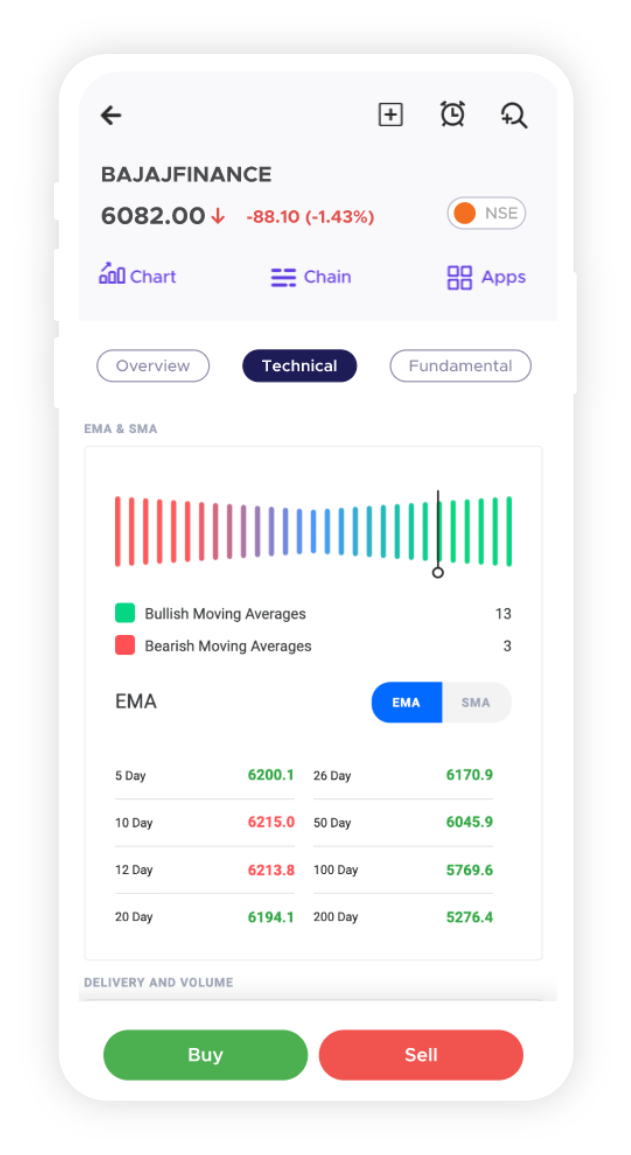 BAJAJFINANCE
6082.00 -88.10 (-1.43%) NSE
Chart Chain Apps
Overview Technical Fundamental
EMA & SMA
Bullish Moving Averages 13
Bearish Moving Averages 3
EMA EMA SMA
5 Day 6200.1 26 Day 6170.9
10 Day 6215.0 50 Day 6045.9
12 Day 6213.8 100 Day 5769.6
20 Day 6194.1 200 Day 5276.4
DELIVERY AND VOLUME
Buy Sell